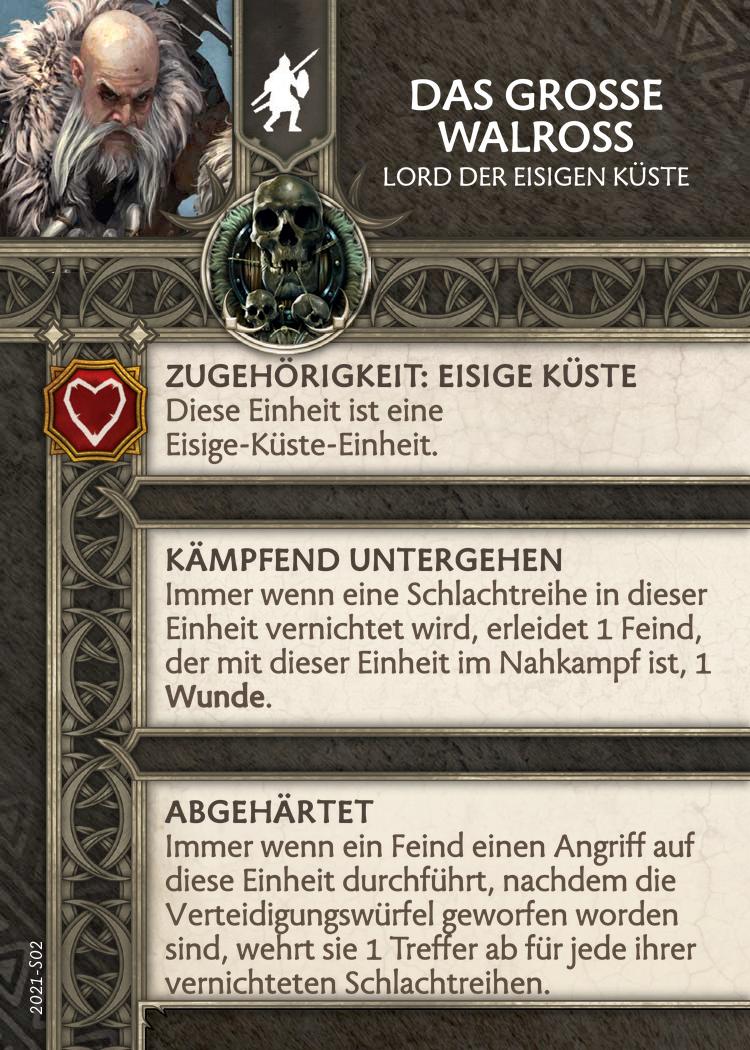 DAS GROSSE
WALROSS
LORD DER EISIGEN KÜSTE
ZUGEHÖRIGKEIT: EISIGE KÜSTE
Diese Einheit ist eine
Eisige-Küste-Einheit.
KÄMPFEND UNTERGEHEN
Immer wenn eine Schlachtreihe in dieser
Einheit vernichtet wird, erleidet 1 Feind,
der mit dieser Einheit im Nahkampf ist, 1
Wunde.
ABGEHÄRTET
Immer wenn ein Feind einen Angriff auf
diese Einheit durchführt, nachdem die
Verteidigungswürfel geworfen worden
sind, wehrt sie 1 Treffer ab für jede ihrer
vernichteten Schlachtreihen.
2021-S02